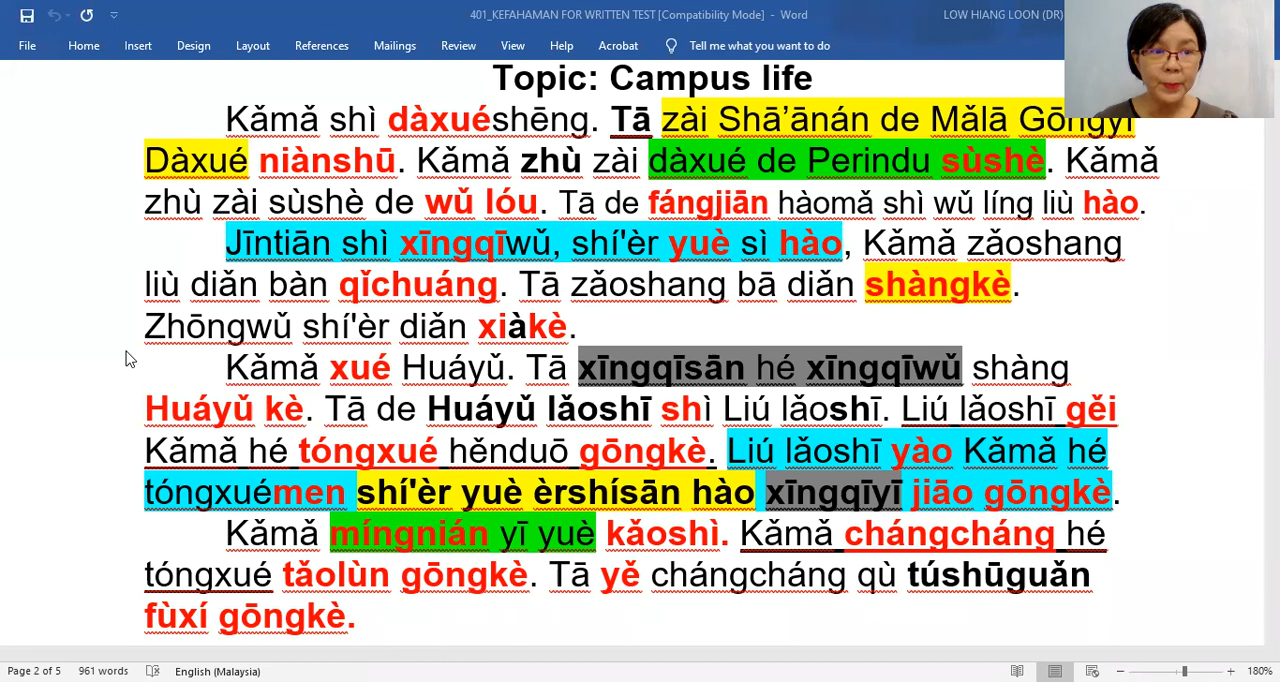 401_KEFAHAMAN FOR WRITTEN TEST [Compatibility Mode] - Word
LOW HIANG LOON (DR)
File Home Insert Design Layout References Mailings Review View Help Acrobat Tell me what you want to do
Topic: Campus life
Kǎmǎ shì dàxuéshēng. Tā zài Shā’ānán de Mǎlā Gōngyì
Dàxué niànshū. Kǎmǎ zhù zài dàxué de Perindu sùshè. Kǎmǎ
zhù zài sùshè de wǔ lóu. Tā de fángjiān hàomǎ shì wǔ líng liù hào.
Jīntiān shì xīngqīwǔ, shí'èr yuè sì hào, Kǎmǎ zǎoshang
liù diǎn bàn qǐchuáng. Tā zǎoshang bā diǎn shàngkè.
Zhōngwǔ shí'èr diǎn xiàkè.
Kǎmǎ xué Huáyǔ. Tā xīngqīsān hé xīngqīwǔ shàng
Huáyǔ kè. Tā de Huáyǔ lǎoshī shì Liú lǎoshī. Liú lǎoshī gěi
Kǎmǎ hé tóngxué hěnduō gōngkè. Liú lǎoshī yào Kǎmǎ hé
tóngxuémen shí'èr yuè èrshísān hào xīngqīyī jiāo gōngkè.
Kǎmǎ míngnián yī yuè kǎoshì. Kǎmǎ chángcháng hé
tóngxué tǎolùn gōngkè. Tā yě chángcháng qù túshūguǎn
fùxí gōngkè.
Page 2 of 5 961 words English (Malaysia) 180%